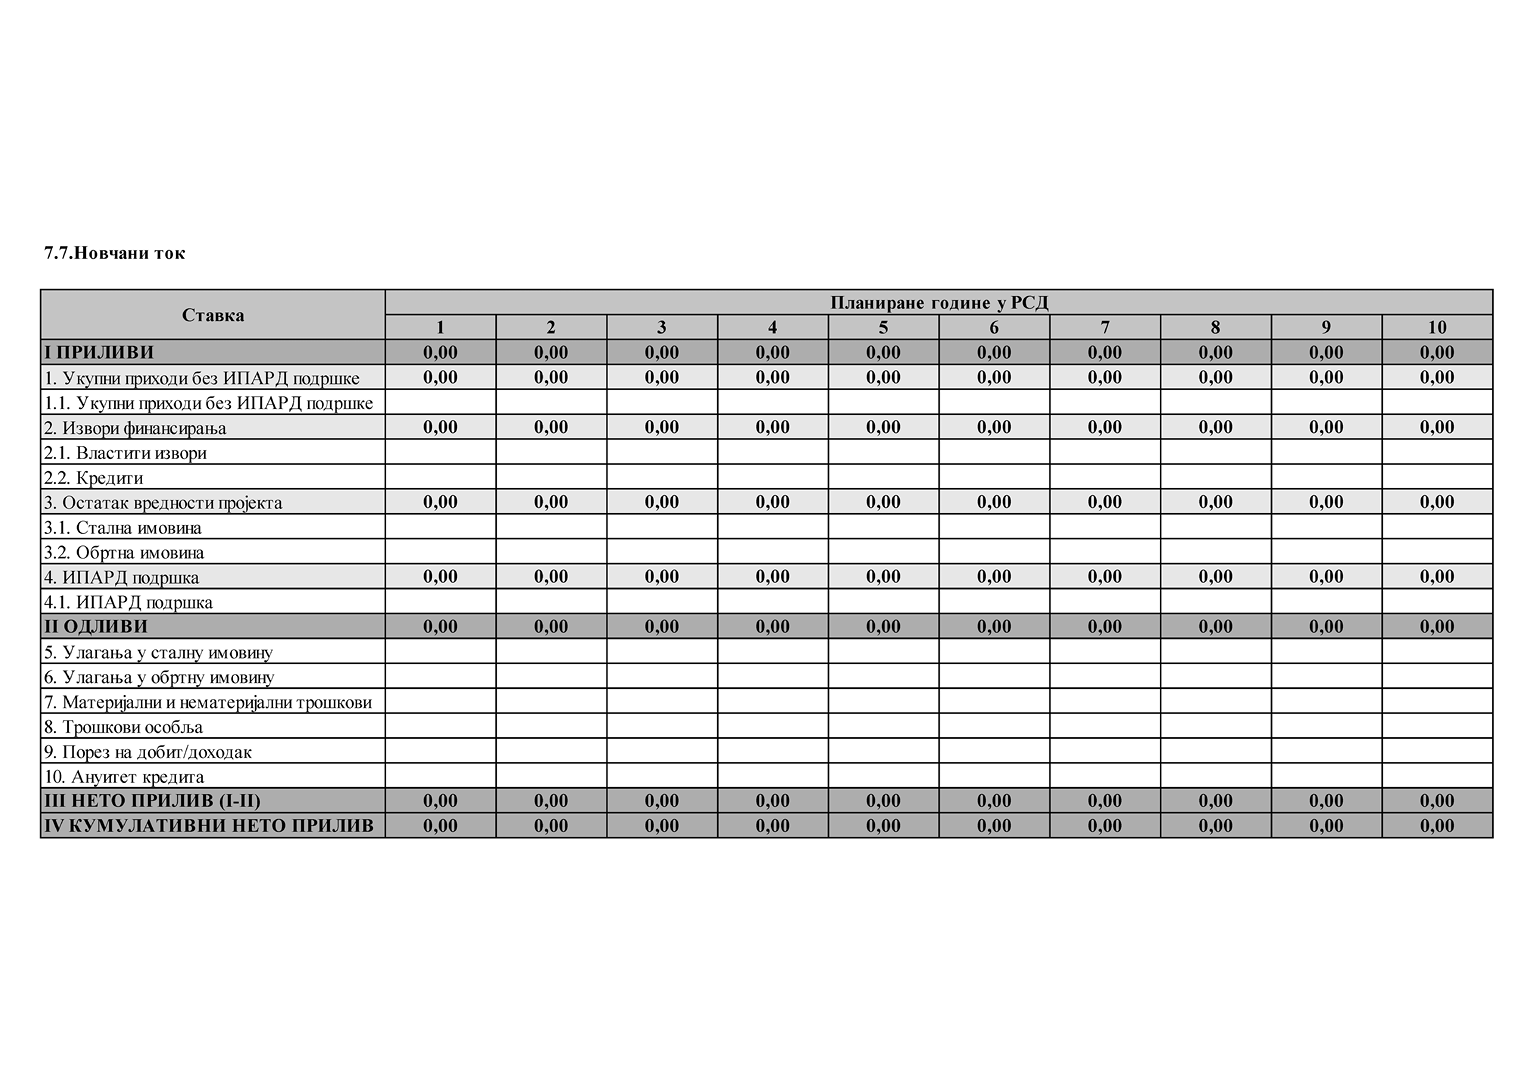 7.7.Новчани ток
Ставка
Планиране године у РСД
1 2 3 4 5 6 7 8 9 10
I ПРИЛИВИ 0,00 0,00 0,00 0,00 0,00 0,00 0,00 0,00 0,00 0,00
1. Укупни приходи без ИПАРД подршке 0,00 0,00 0,00 0,00 0,00 0,00 0,00 0,00 0,00 0,00
1.1. Укупни приходи без ИПАРД подршке
2. Извори финансирања 0,00 0,00 0,00 0,00 0,00 0,00 0,00 0,00 0,00 0,00
2.1. Властити извори
2.2. Кредити
3. Остатак вредности пројекта 0,00 0,00 0,00 0,00 0,00 0,00 0,00 0,00 0,00 0,00
3.1. Стална имовина
3.2. Обртна имовина
4. ИПАРД подршка 0,00 0,00 0,00 0,00 0,00 0,00 0,00 0,00 0,00 0,00
4.1. ИПАРД подршка
II ОДЛИВИ 0,00 0,00 0,00 0,00 0,00 0,00 0,00 0,00 0,00 0,00
5. Улагања у сталну имовину
6. Улагања у обртну имовину
7. Материјални и нематеријални трошкови
8. Трошкови особља
9. Порез на добит/доходак
10. Ануитет кредита
III НЕТО ПРИЛИВ (I-II) 0,00 0,00 0,00 0,00 0,00 0,00 0,00 0,00 0,00 0,00
IV КУМУЛАТИВНИ НЕТО ПРИЛИВ 0,00 0,00 0,00 0,00 0,00 0,00 0,00 0,00 0,00 0,00